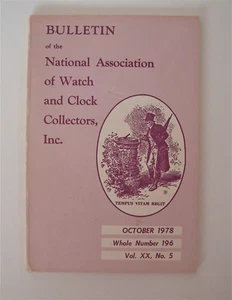 BULLETIN
of the
National Association
of Watch
and Clock
Collectors,
Inc.
TEMPUS VITAM REGIT
OCTOBER 1978
Whole Number 196
Vol. XX, No. 5